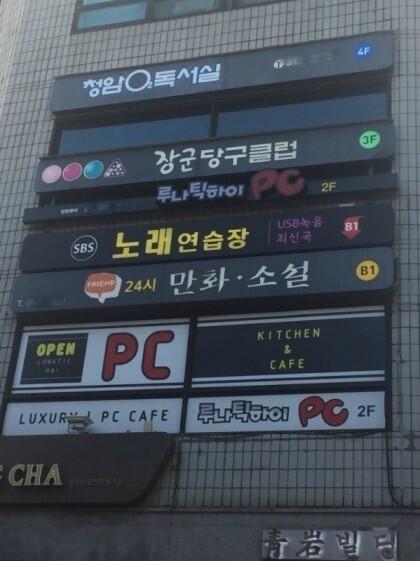 청암O₂독서실 4F
장군당구클럽 3F
루나틱하이 PC 2F
SBS 노래연습장 USB녹음 최신곡 B1
FRIEND 24시 만화·소설 B1
OPEN LUNATIC HAI PC
KITCHEN & CAFE
LUXURY PC CAFE
루나틱하이 PC 2F
CHA
靑岩빌딩